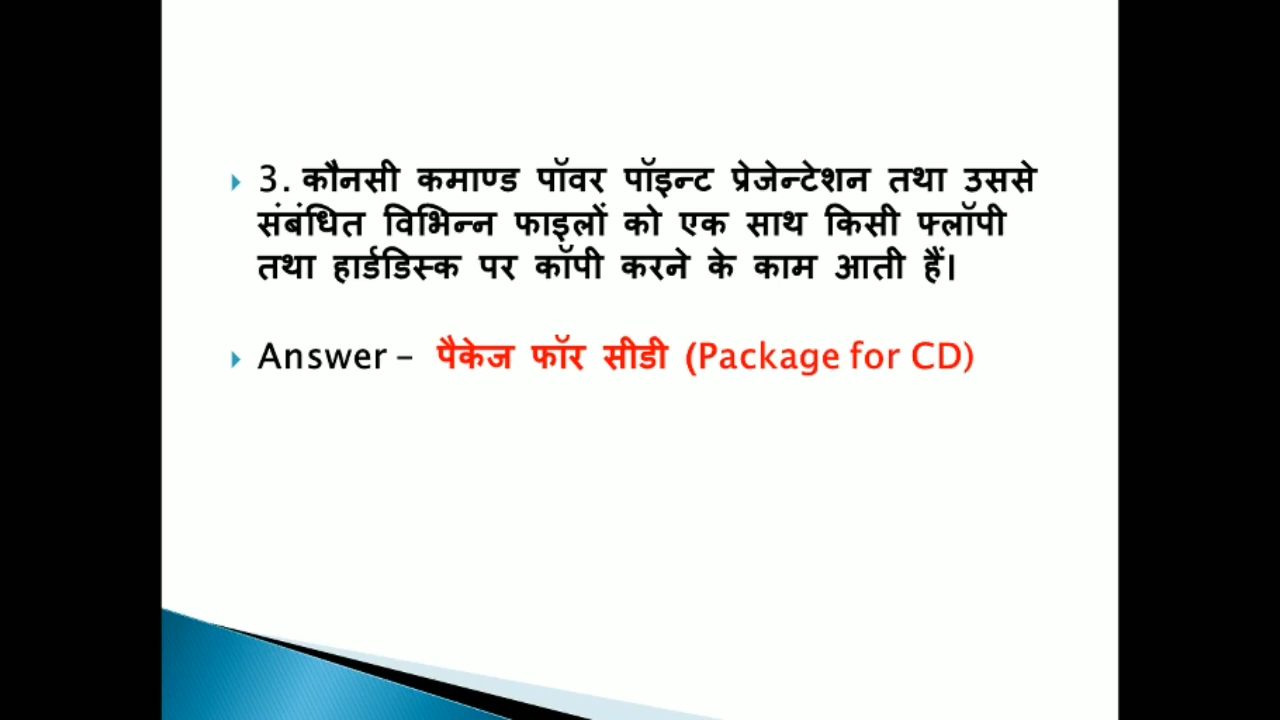 3. कौनसी कमाण्ड पॉवर पॉइन्ट प्रेजेन्टेशन तथा उससे
संबंधित विभिन्न फाइलों को एक साथ किसी फ्लॉपी
तथा हार्डडिस्क पर कॉपी करने के काम आती हैं।
Answer – पैकेज फॉर सीडी (Package for CD)